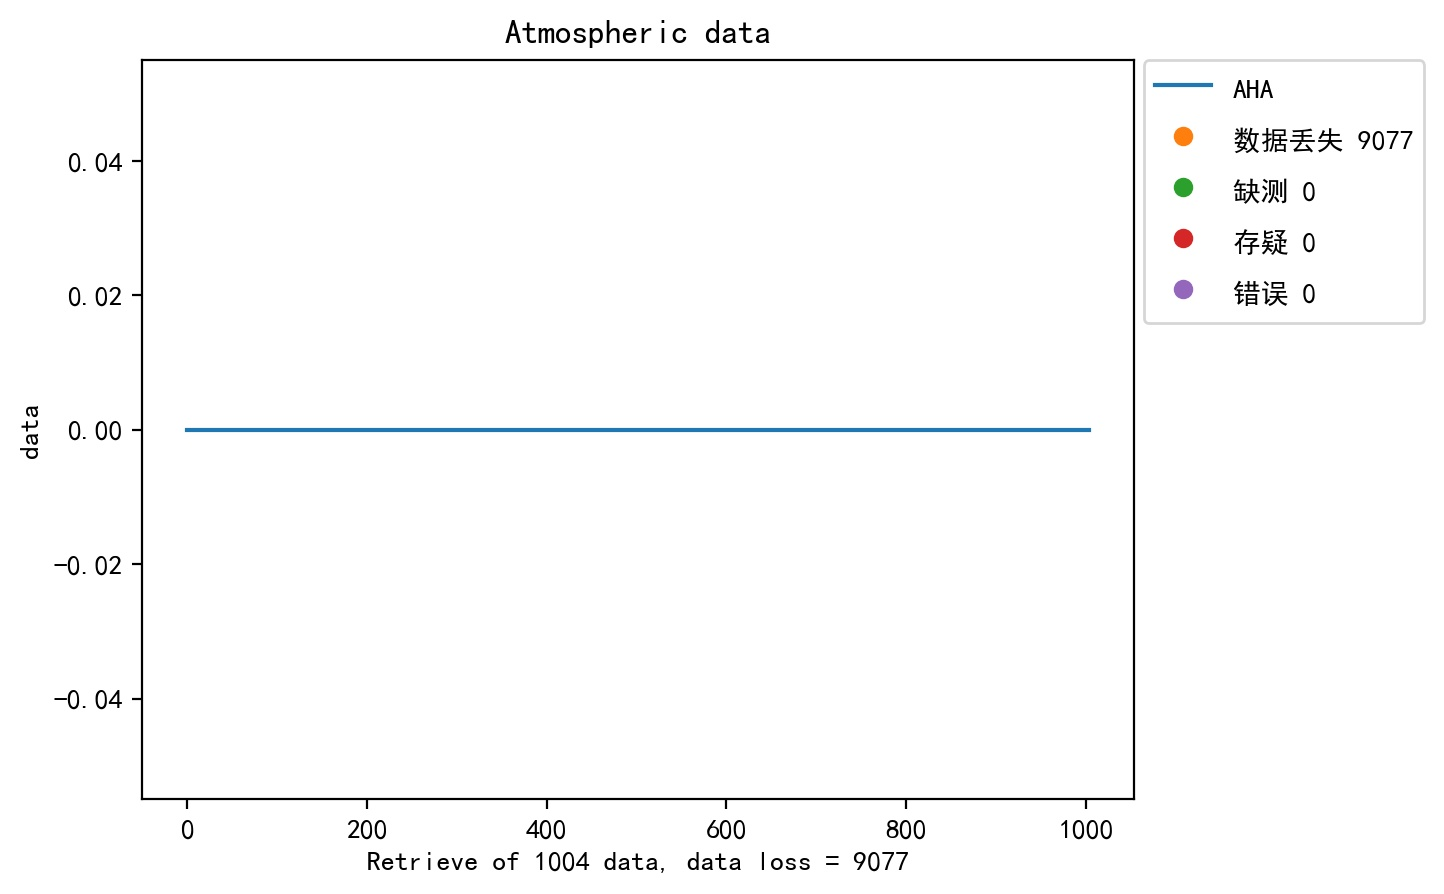 Atmospheric data
AHA
数据丢失 9077
缺测 0
存疑 0
错误 0
data
0.04
0.02
0.00
−0.02
−0.04
0 200 400 600 800 1000
Retrieve of 1004 data, data loss = 9077